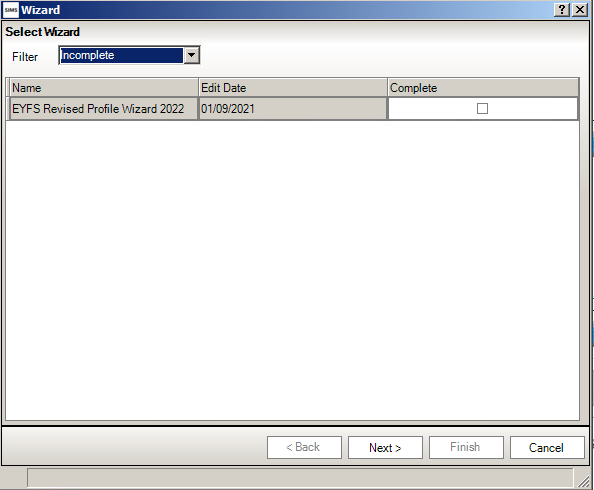 SIMS Wizard
Select Wizard
Filter Incomplete
Name Edit Date Complete
EYFS Revised Profile Wizard 2022 01/09/2021
< Back Next > Finish Cancel